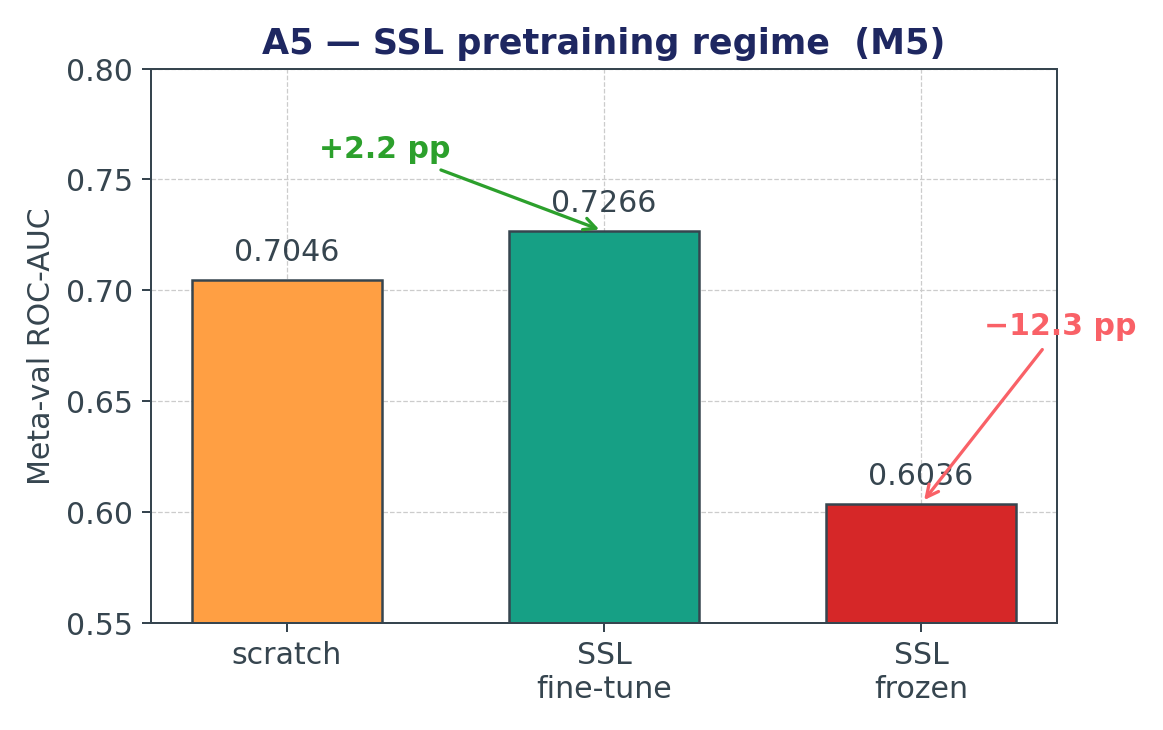 A5 — SSL pretraining regime  (M5)
Meta-val ROC-AUC
0.80
0.75
0.70
0.65
0.60
0.55
+2.2 pp
0.7266
0.7046
−12.3 pp
0.6036
scratch
SSL
fine-tune
SSL
frozen